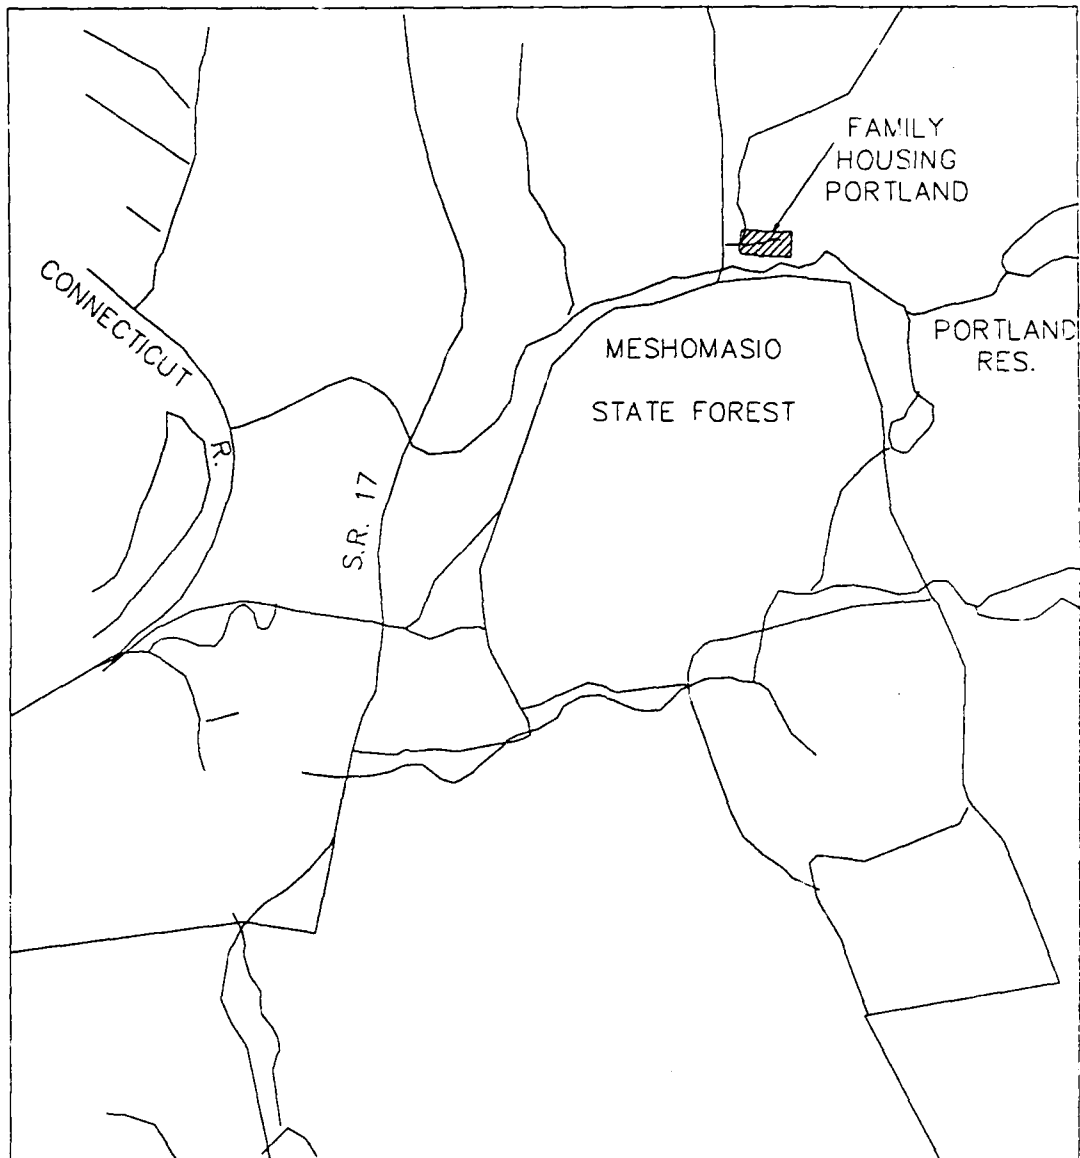 FAMILY
HOUSING
PORTLAND
CONNECTICUT R.
PORTLAND
RES.
MESHOMASIO
STATE FOREST
S.R. 17